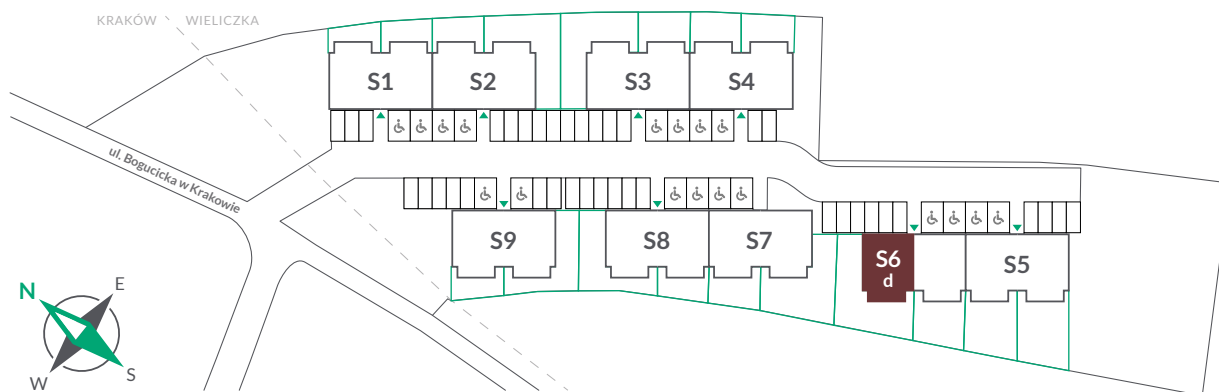 KRAKÓW WIELICZKA
S1 S2 S3 S4
ul. Bogucicka w Krakowie
S9 S8 S7
S6 S5
d
N E
W S